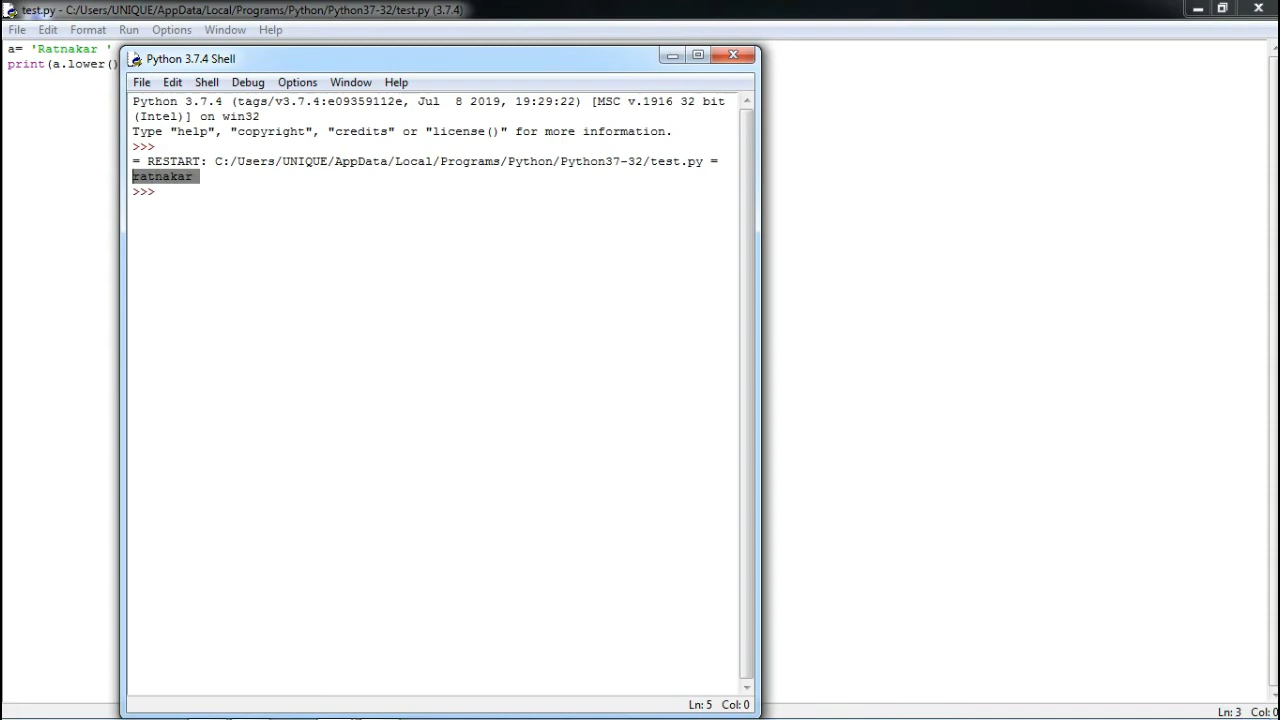 test.py - C:/Users/UNIQUE/AppData/Local/Programs/Python/Python37-32/test.py (3.7.4)
File Edit Format Run Options Window Help
a= 'Ratnakar '
print(a.lower()
Python 3.7.4 Shell
File Edit Shell Debug Options Window Help
Python 3.7.4 (tags/v3.7.4:e09359112e, Jul  8 2019, 19:29:22) [MSC v.1916 32 bit
(Intel)] on win32
Type "help", "copyright", "credits" or "license()" for more information.
>>>
= RESTART: C:/Users/UNIQUE/AppData/Local/Programs/Python/Python37-32/test.py =
ratnakar
>>>
Ln: 5 Col: 0
Ln: 3 Col: 0